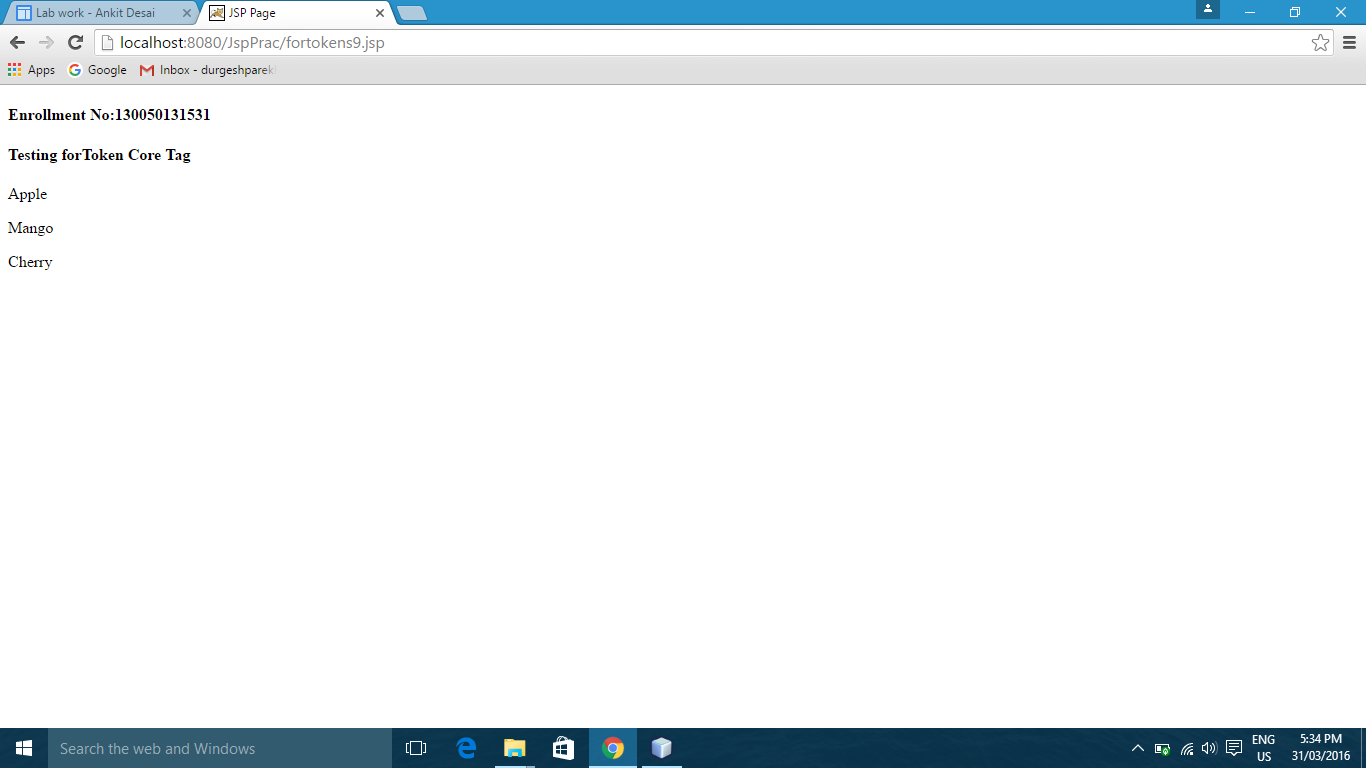 Lab work - Ankit Desai
JSP Page
localhost:8080/JspPrac/fortokens9.jsp
Apps
Google
Inbox - durgeshparek
Enrollment No:130050131531
Testing forToken Core Tag
Apple
Mango
Cherry
Search the web and Windows
ENG
US
5:34 PM
31/03/2016